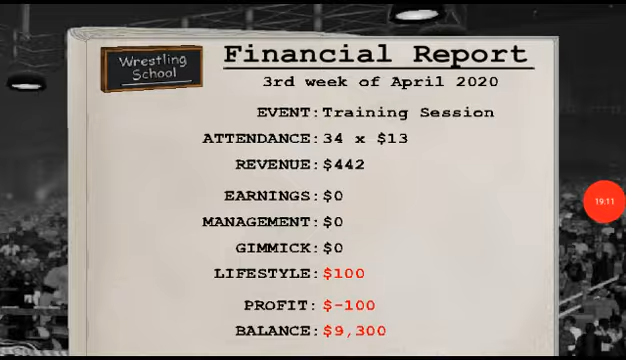 Wrestling
School
Financial Report
3rd week of April 2020
EVENT: Training Session
ATTENDANCE: 34 x $13
REVENUE: $442
EARNINGS: $0
MANAGEMENT: $0
GIMMICK: $0
LIFESTYLE: $100
PROFIT: $-100
BALANCE: $9,300
19:11